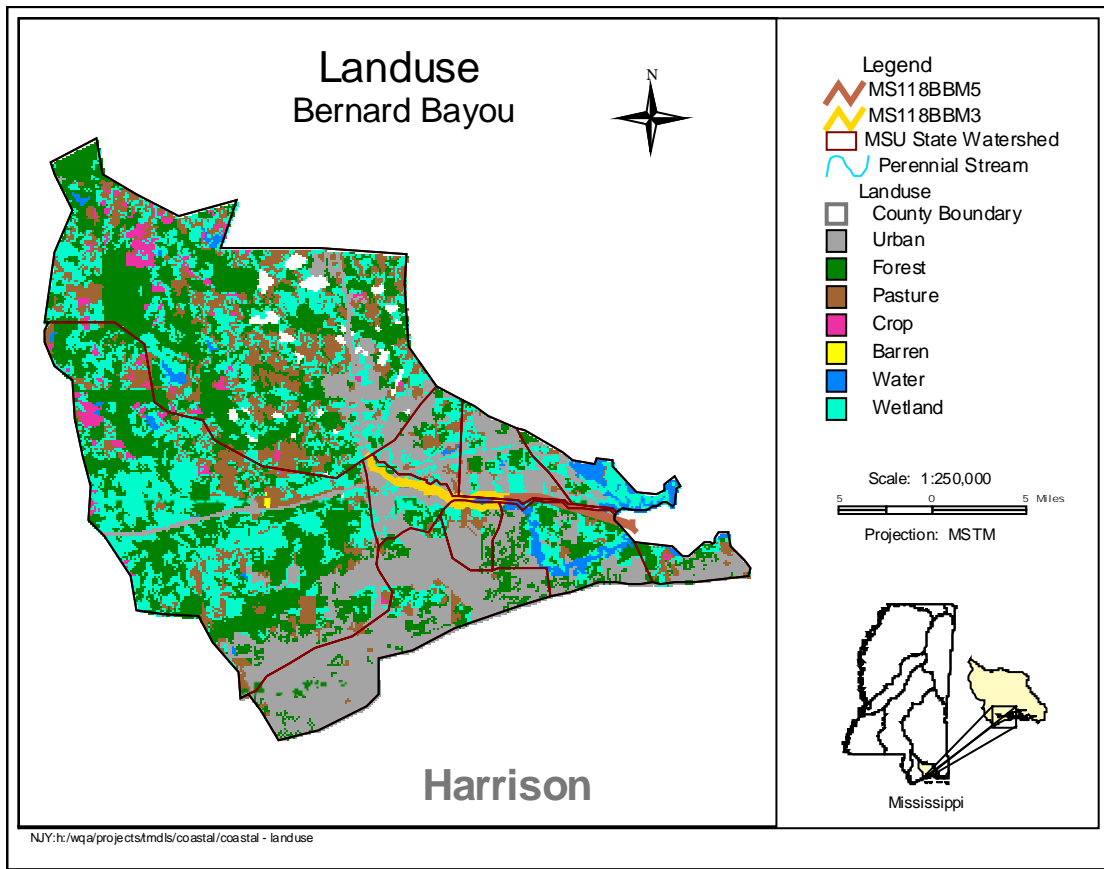 Landuse
Bernard Bayou
N
Legend
MS118BBM5
MS118BBM3
MSU State Watershed
Perennial Stream
Landuse
County Boundary
Urban
Forest
Pasture
Crop
Barren
Water
Wetland
Scale: 1:250,000
5 0 5 Miles
Projection: MSTM
Mississippi
Harrison
NJY:h:/wqa/projects/tmdls/coastal/coastal - landuse